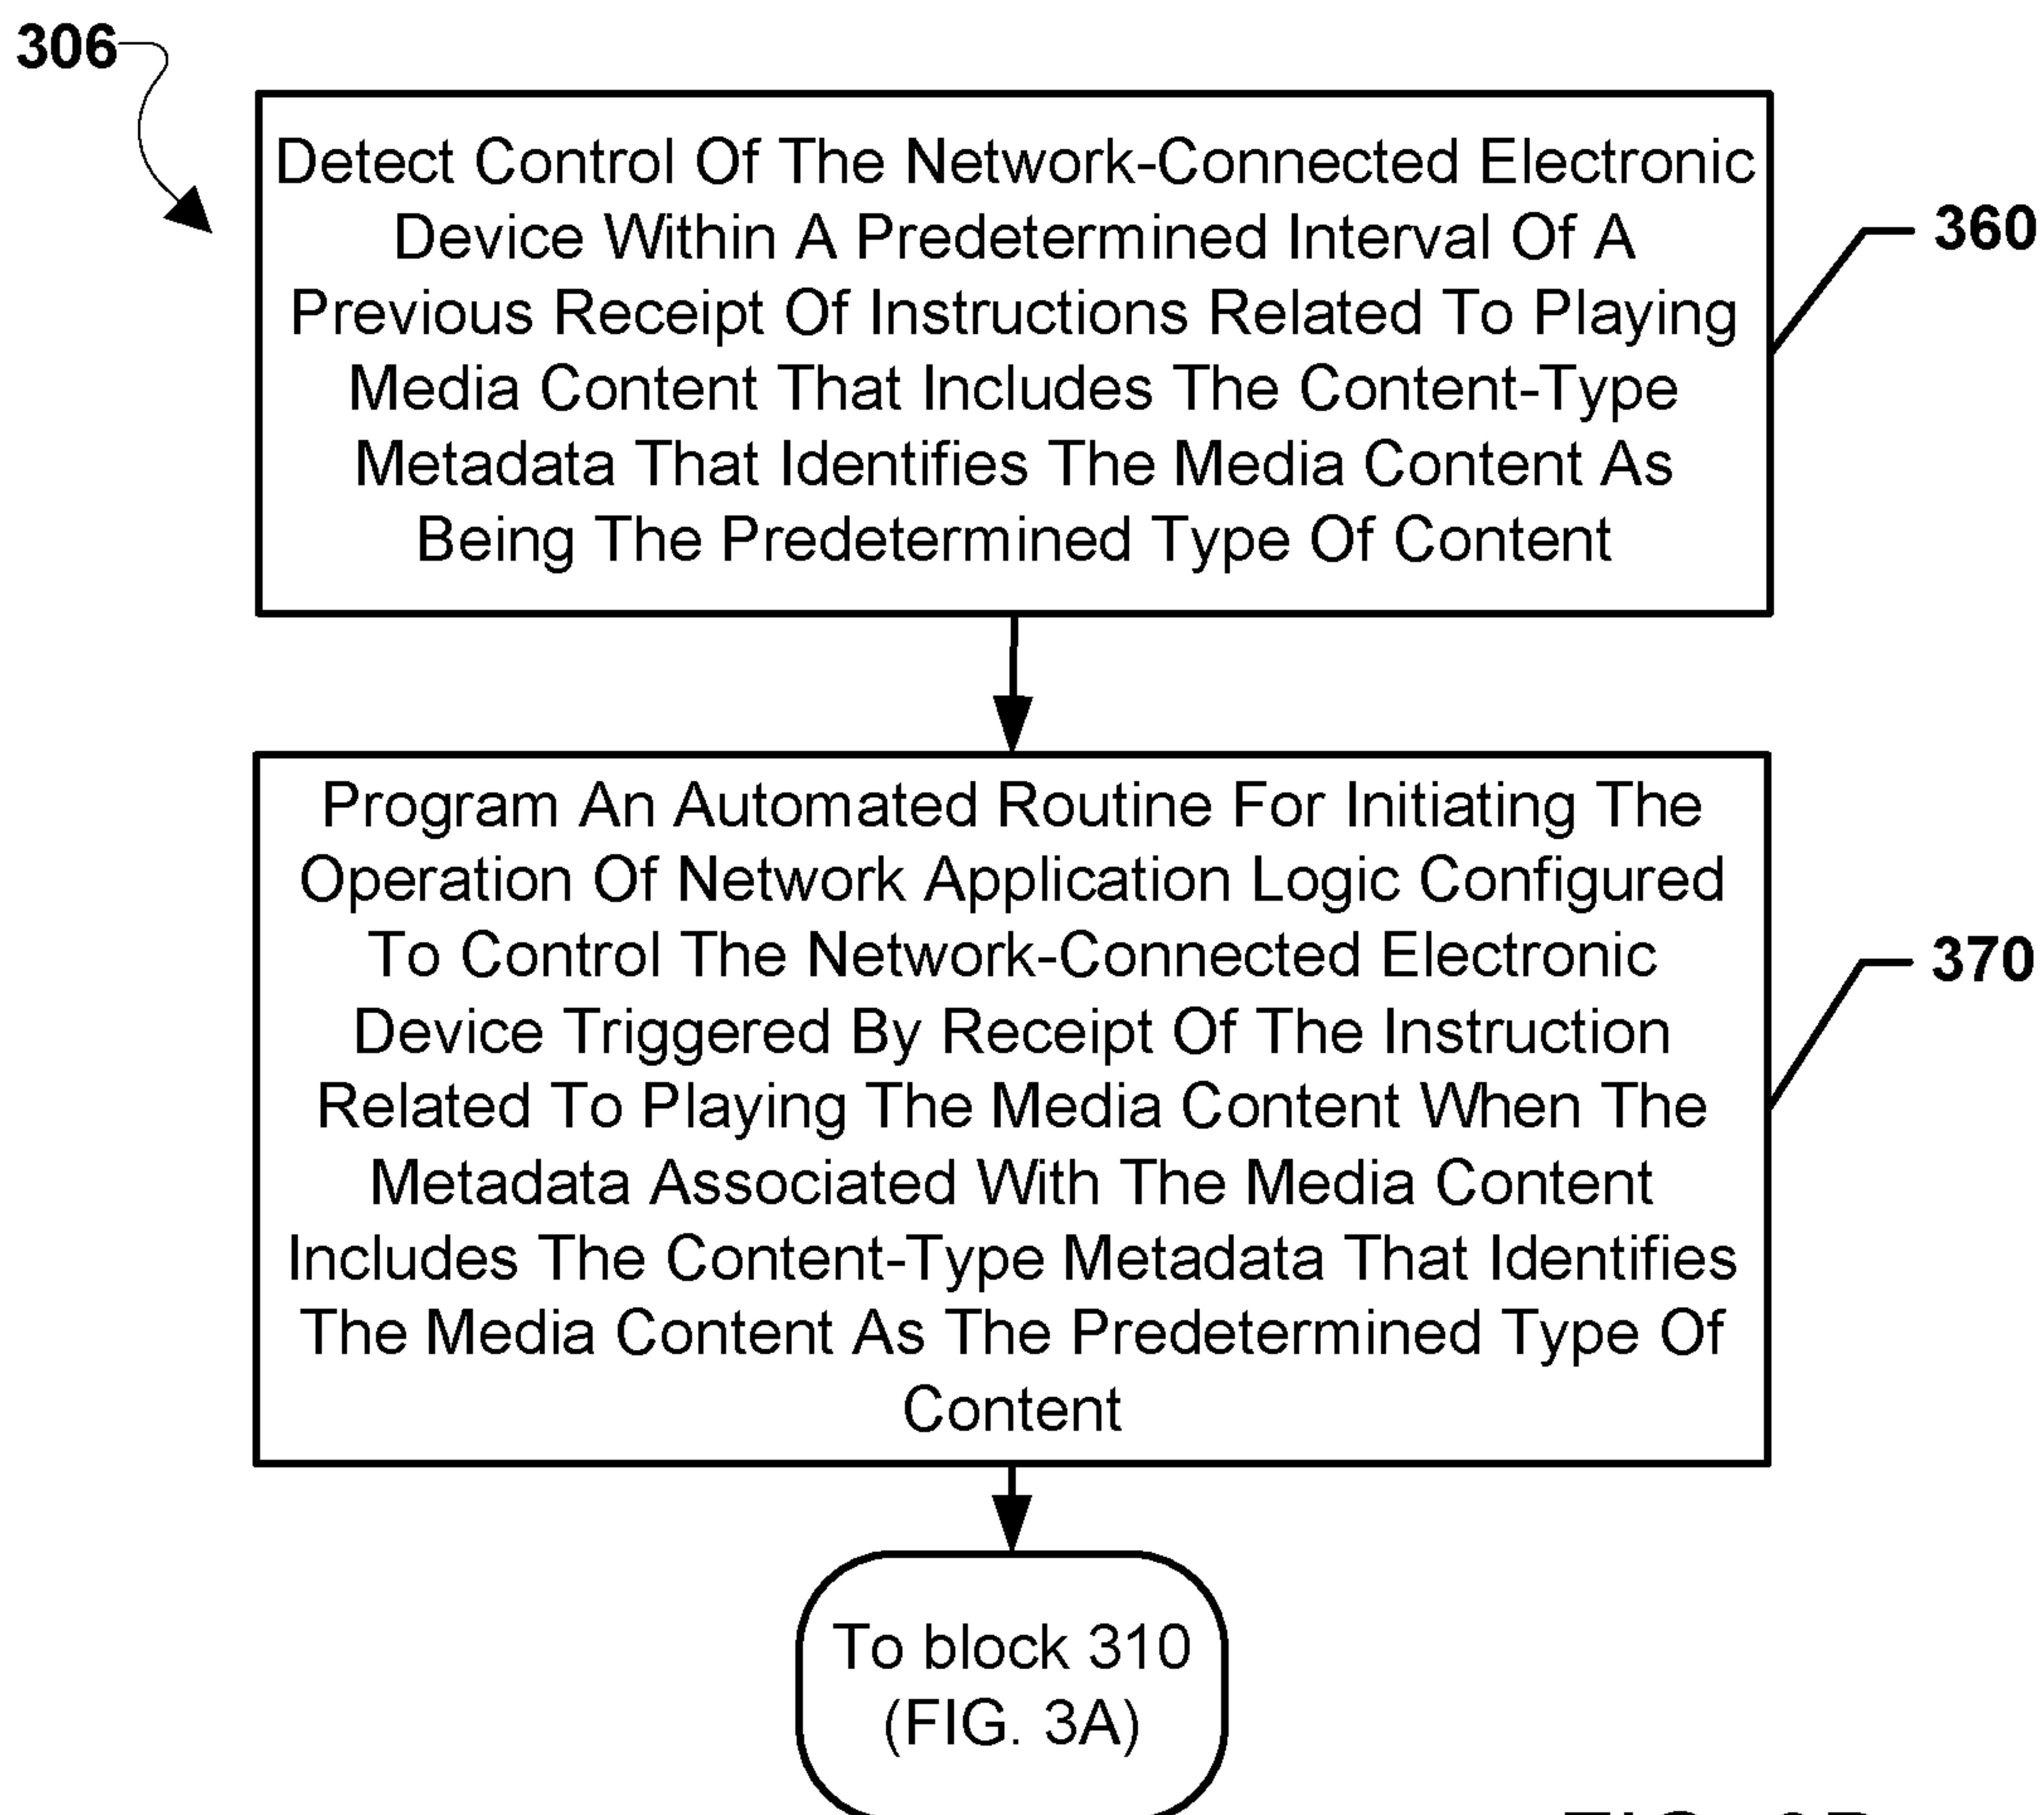 306
Detect Control Of The Network-Connected Electronic
Device Within A Predetermined Interval Of A
Previous Receipt Of Instructions Related To Playing
Media Content That Includes The Content-Type
Metadata That Identifies The Media Content As
Being The Predetermined Type Of Content
360
Program An Automated Routine For Initiating The
Operation Of Network Application Logic Configured
To Control The Network-Connected Electronic
Device Triggered By Receipt Of The Instruction
Related To Playing The Media Content When The
Metadata Associated With The Media Content
Includes The Content-Type Metadata That Identifies
The Media Content As The Predetermined Type Of
Content
370
To block 310
(FIG. 3A)